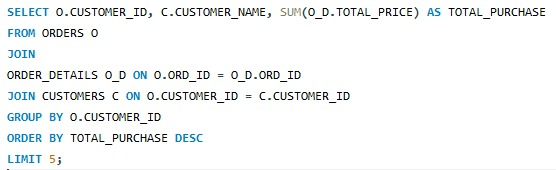 SELECT O.CUSTOMER_ID, C.CUSTOMER_NAME, SUM(O_D.TOTAL_PRICE) AS TOTAL_PURCHASE
FROM ORDERS O
JOIN
ORDER_DETAILS O_D ON O.ORD_ID = O_D.ORD_ID
JOIN CUSTOMERS C ON O.CUSTOMER_ID = C.CUSTOMER_ID
GROUP BY O.CUSTOMER_ID
ORDER BY TOTAL_PURCHASE DESC
LIMIT 5;